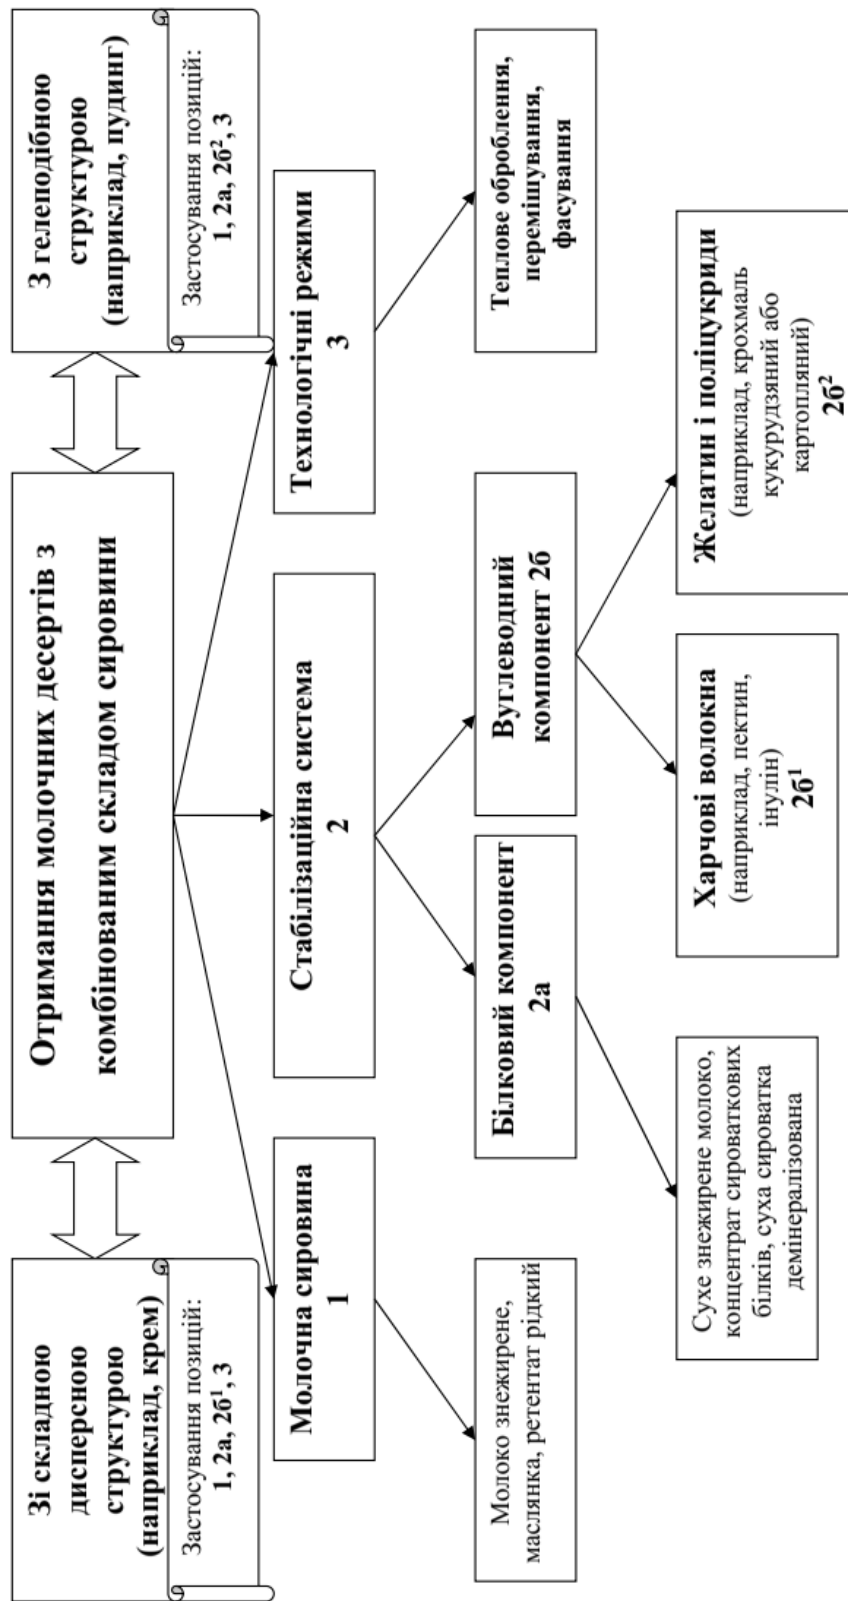 Зі складною
дисперсною
структурою
(наприклад, крем)
Застосування позицій:
1, 2а, 2б¹, 3
Отримання молочних десертів з
комбінованим складом сировини
З гелеподібною
структурою
(наприклад, пудинг)
Застосування позицій:
1, 2а, 2б², 3
Молочна сировина
1
Стабілізаційна система
2
Технологічні режими
3
Молоко знежирене,
маслянка, ретентат рідкий
Білковий компонент
2а
Вуглеводний
компонент 2б
Теплове оброблення,
перемішування,
фасування
Сухе знежирене молоко,
концентрат сироваткових
білків, суха сироватка
демінералізована
Харчові волокна
(наприклад, пектин,
інулін)
2б¹
Желатин і поліцукриди
(наприклад, крохмаль
кукурудзяний або
картопляний)
2б²